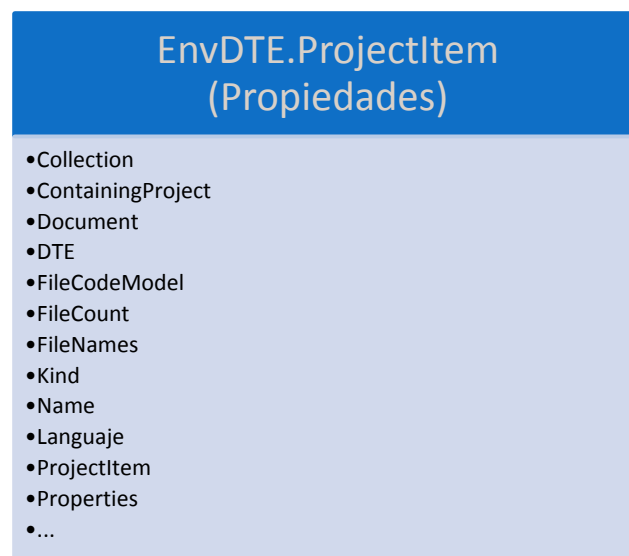 EnvDTE.ProjectItem
(Propiedades)
•Collection
•ContainingProject
•Document
•DTE
•FileCodeModel
•FileCount
•FileNames
•Kind
•Name
•Languaje
•ProjectItem
•Properties
•...